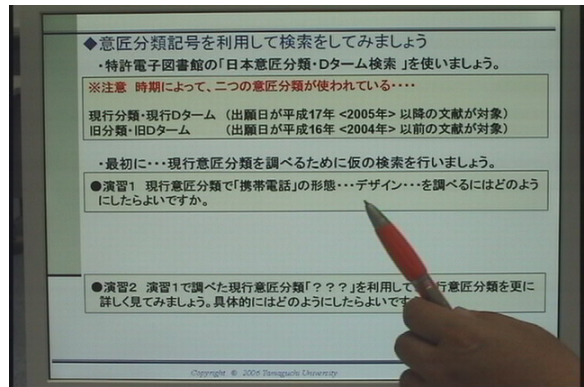 ◆意匠分類記号を利用して検索をしてみましょう
・特許電子図書館の「日本意匠分類・Dターム検索」を使いましょう。
※注意 時期によって、二つの意匠分類が使われている････
現行分類・現行Dターム （出願日が平成17年 <2005年> 以降の文献が対象）
旧分類・旧Dターム （出願日が平成16年 <2004年> 以前の文献が対象）
・最初に･･･現行意匠分類を調べるために仮の検索を行いましょう。
●演習1 現行意匠分類で「携帯電話」の形態･･･デザイン･･･を調べるにはどのよう
にしたらよいですか。
●演習2 演習1で調べた現行意匠分類「？？？」を利用して 行意匠分類を更に
詳しく見てみましょう。具体的にはどのようにしたらよいです
Copyright © 2006 Yamaguchi University